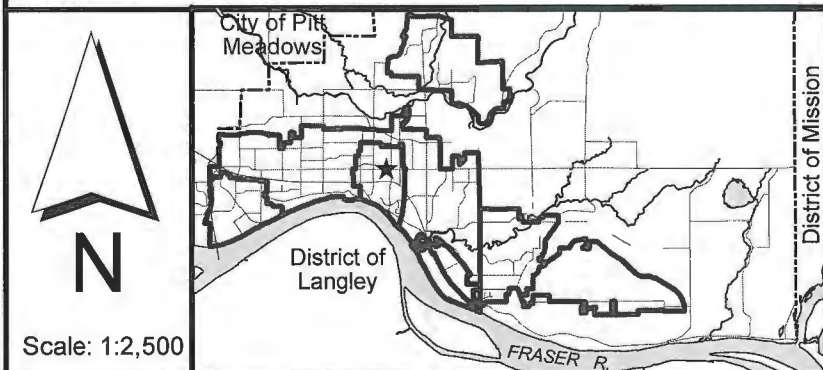 City of Pitt
Meadows
District of Mission
District of
Langley
FRASER R.
N
Scale: 1:2,500